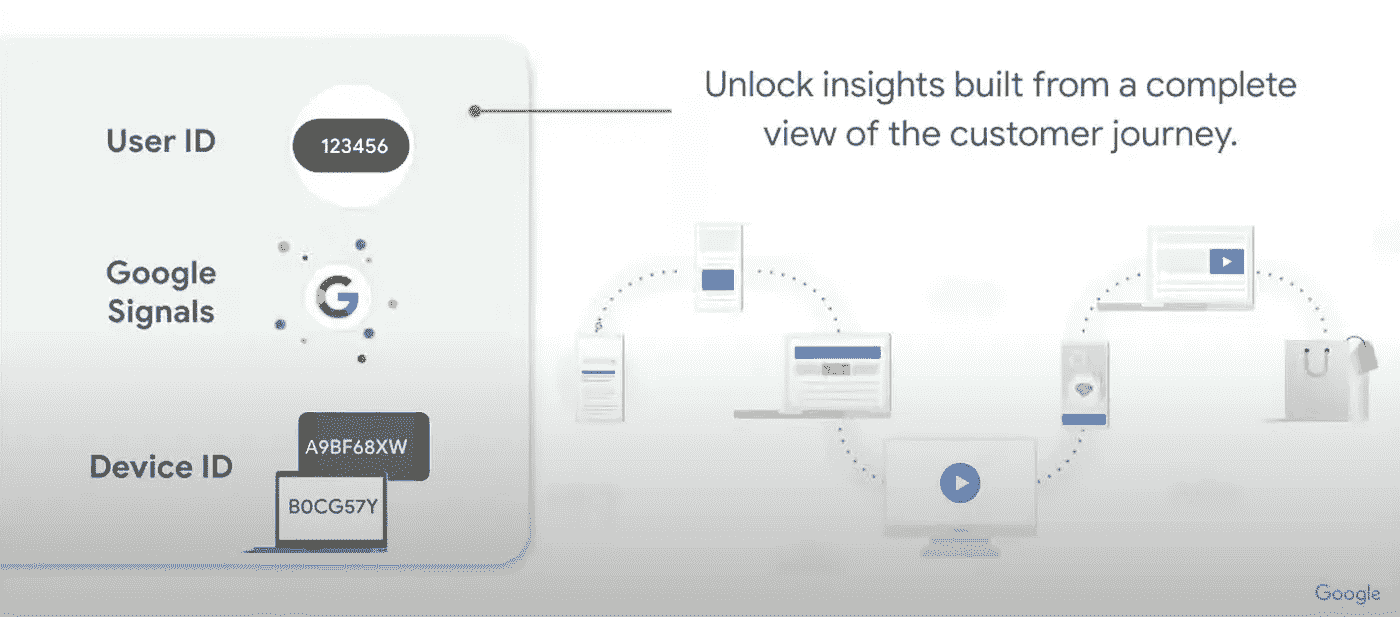 User ID
123456
Google
Signals
G
Device ID
A9BF68XW
B0CG57Y
Unlock insights built from a complete
view of the customer journey.
Google